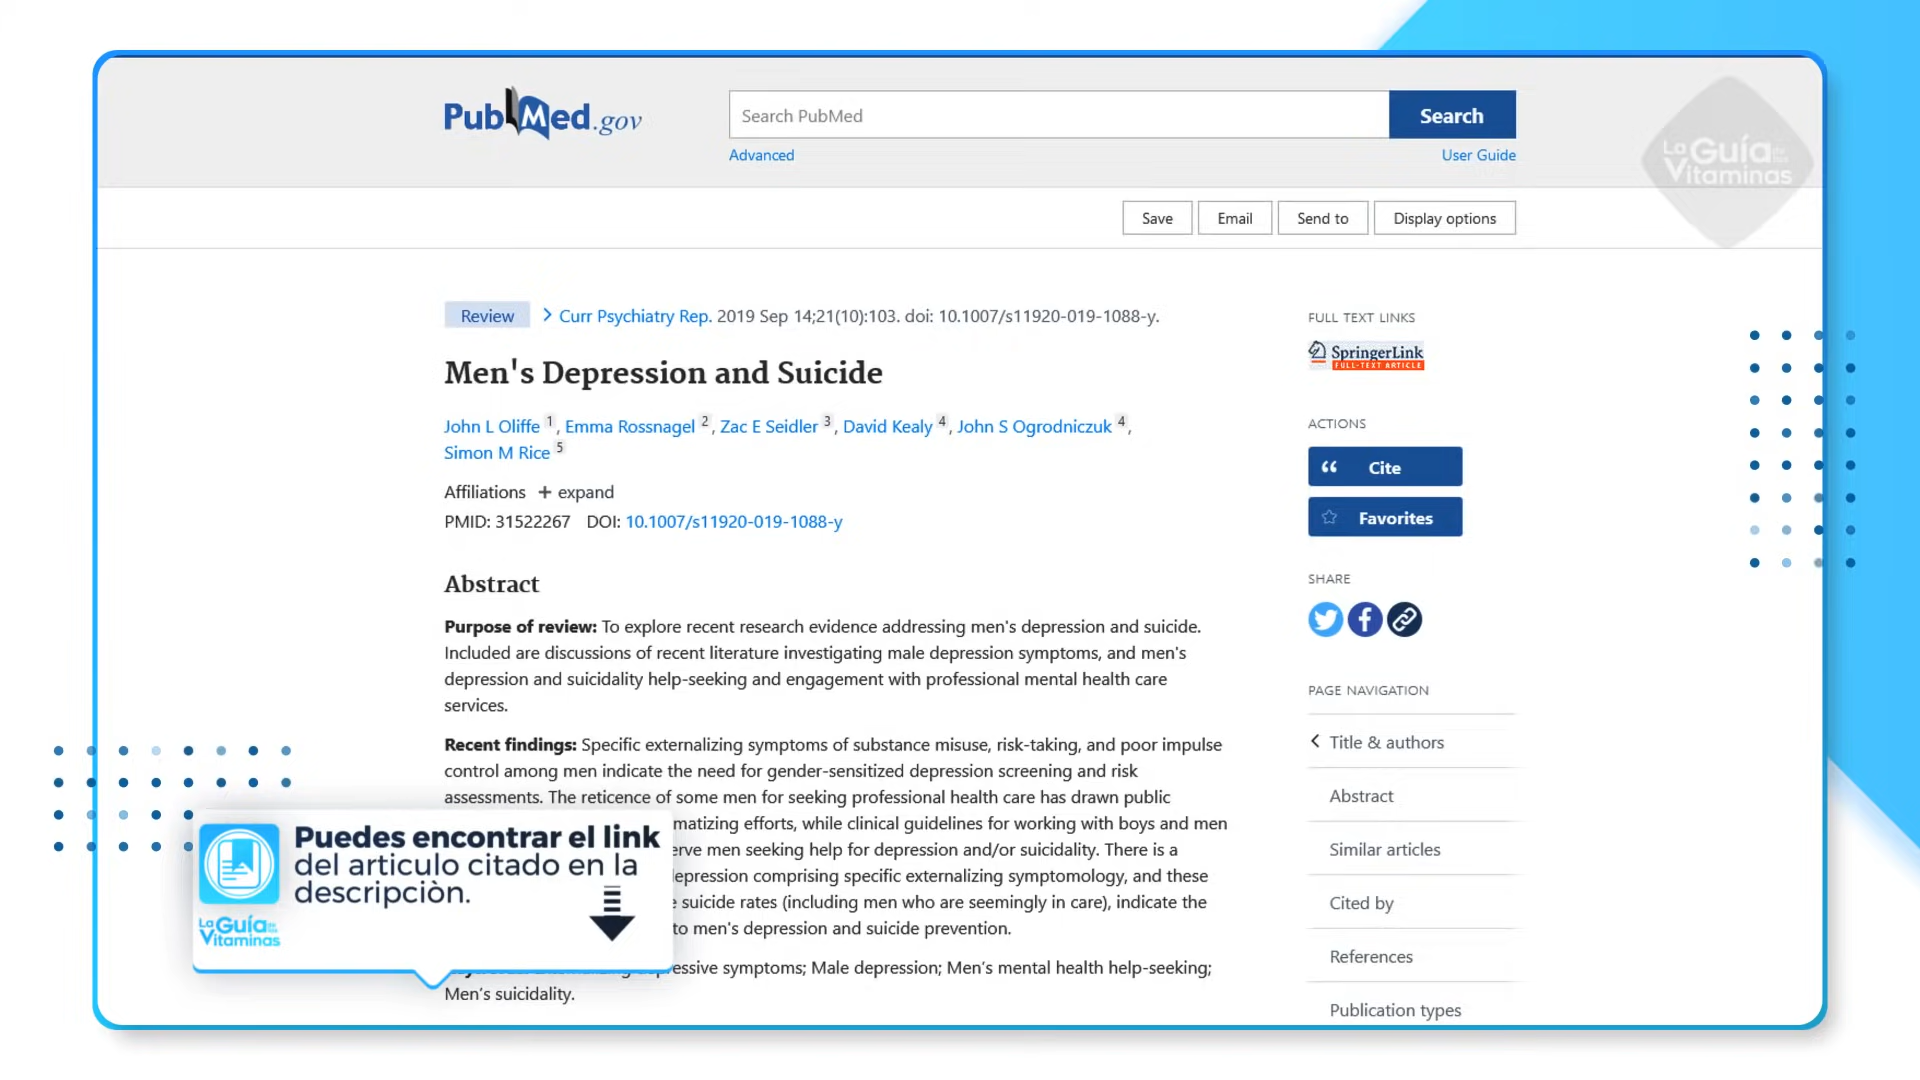 PubMed.gov
Search PubMed
Search
Advanced
User Guide
La Guía de las
Vitaminas
Save
Email
Send to
Display options
Review
Curr Psychiatry Rep. 2019 Sep 14;21(10):103. doi: 10.1007/s11920-019-1088-y.
Men's Depression and Suicide
John L Oliffe 1, Emma Rossnagel 2, Zac E Seidler 3, David Kealy 4, John S Ogrodniczuk 4,
Simon M Rice 5
Affiliations + expand
PMID: 31522267 DOI: 10.1007/s11920-019-1088-y
Abstract
Purpose of review: To explore recent research evidence addressing men's depression and suicide.
Included are discussions of recent literature investigating male depression symptoms, and men's
depression and suicidality help-seeking and engagement with professional mental health care
services.
Recent findings: Specific externalizing symptoms of substance misuse, risk-taking, and poor impulse
control among men indicate the need for gender-sensitized depression screening and risk
assessments. The reticence of some men for seeking professional health care has drawn public
matizing efforts, while clinical guidelines for working with boys and men
erve men seeking help for depression and/or suicidality. There is a
epression comprising specific externalizing symptomology, and these
e suicide rates (including men who are seemingly in care), indicate the
to men's depression and suicide prevention.
pressive symptoms; Male depression; Men's mental health help-seeking;
Men's suicidality.
FULL TEXT LINKS
SpringerLink
FULL-TEXT ARTICLE
ACTIONS
Cite
Favorites
SHARE
PAGE NAVIGATION
Title & authors
Abstract
Similar articles
Cited by
References
Publication types
Puedes encontrar el link
del articulo citado en la
descripciòn.
La Guía de las
Vitaminas